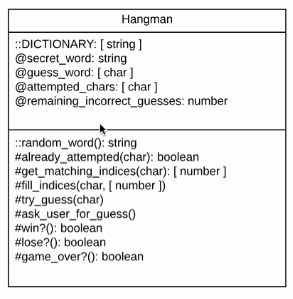 Hangman
::DICTIONARY: [ string ]
@secret_word: string
@guess_word: [ char ]
@attempted_chars: [ char ]
@remaining_incorrect_guesses: number
::random_word(): string
#already_attempted(char): boolean
#get_matching_indices(char): [ number ]
#fill_indices(char, [ number ])
#try_guess(char)
#ask_user_for_guess()
#win?(): boolean
#lose?(): boolean
#game_over?(): boolean